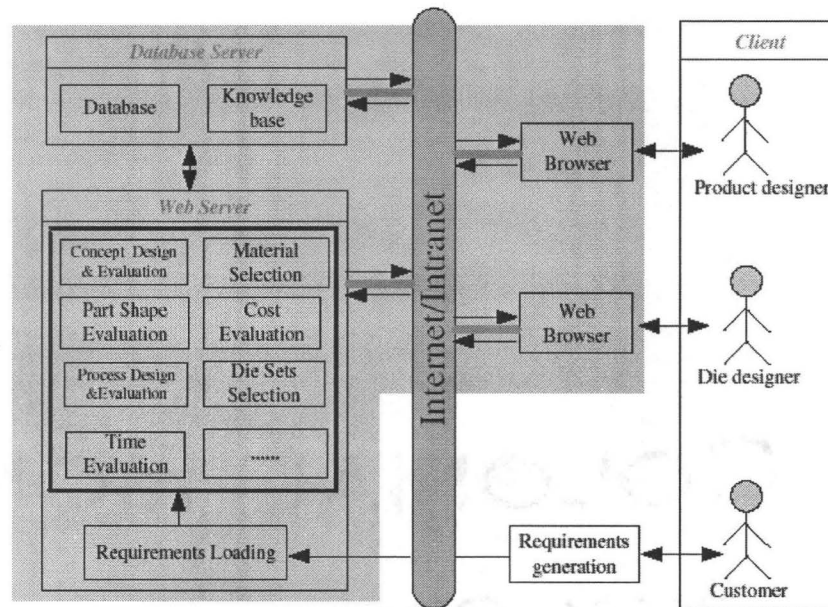 Database Server
Database
Knowledge
base
Web Server
Concept Design
& Evaluation
Material
Selection
Part Shape
Evaluation
Cost
Evaluation
Process Design
&Evaluation
Die Sets
Selection
Time
Evaluation
......
Requirements Loading
Internet/Intranet
Web
Browser
Web
Browser
Requirements
generation
Client
Product designer
Die designer
Customer